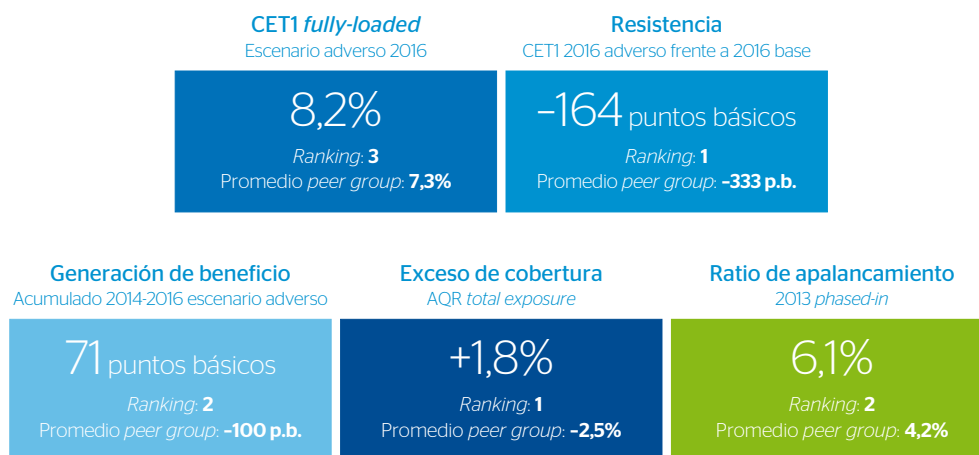 CET1 fully-loaded
Escenario adverso 2016
8,2%
Ranking: 3
Promedio peer group: 7,3%
Resistencia
CET1 2016 adverso frente a 2016 base
-164 puntos básicos
Ranking: 1
Promedio peer group: -333 p.b.
Generación de beneficio
Acumulado 2014-2016 escenario adverso
71 puntos básicos
Ranking: 2
Promedio peer group: -100 p.b.
Exceso de cobertura
AQR total exposure
+1,8%
Ranking: 1
Promedio peer group: -2,5%
Ratio de apalancamiento
2013 phased-in
6,1%
Ranking: 2
Promedio peer group: 4,2%